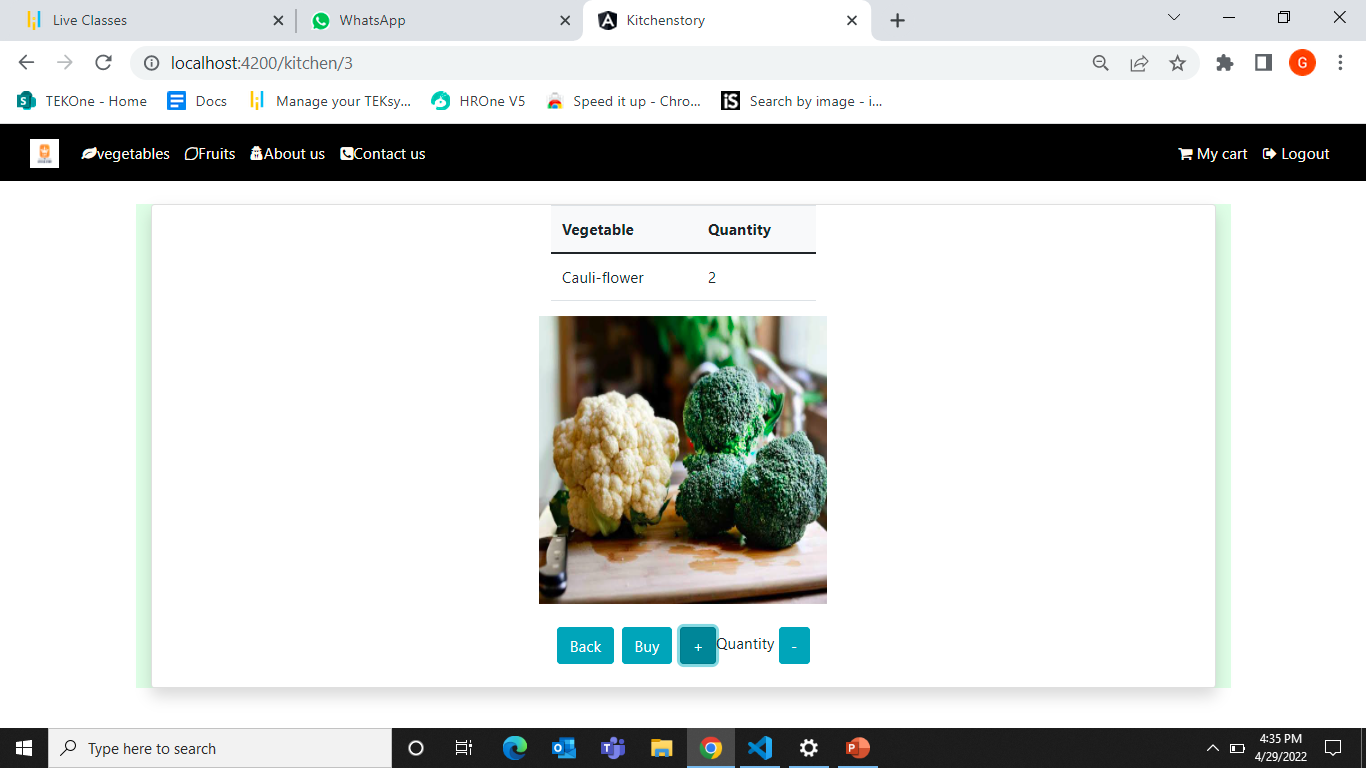 Live Classes
WhatsApp
Kitchenstory
localhost:4200/kitchen/3
G
S TEKOne - Home
Docs
Manage your TEKsy...
HROne V5
Speed it up - Chro...
iS Search by image - i...
vegetables
Fruits
About us
Contact us
My cart
Logout
Vegetable Quantity
Cauli-flower 2
Back Buy + Quantity -
Type here to search
4:35 PM
4/29/2022